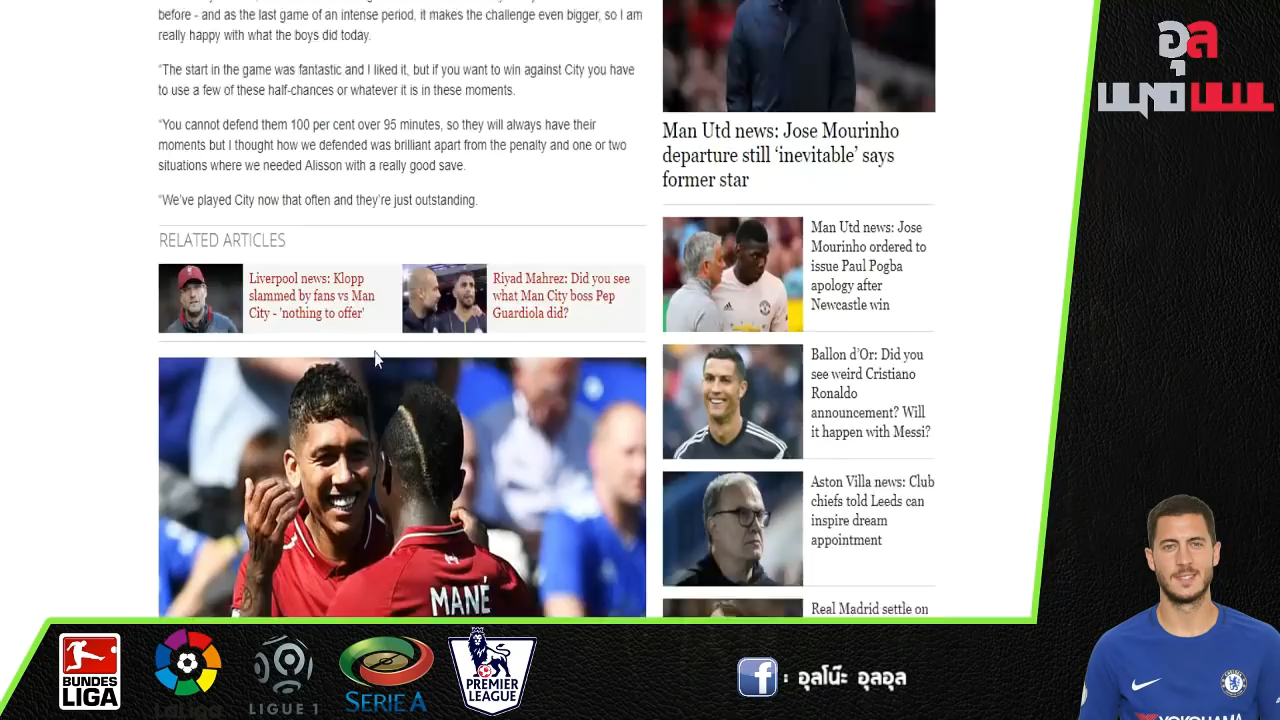 before - and as the last game of an intense period, it makes the challenge even bigger, so I am
really happy with what the boys did today.
"The start in the game was fantastic and I liked it, but if you want to win against City you have
to use a few of these half-chances or whatever it is in these moments.
"You cannot defend them 100 per cent over 95 minutes, so they will always have their
moments but I thought how we defended was brilliant apart from the penalty and one or two
situations where we needed Alisson with a really good save.
"We've played City now that often and they're just outstanding.
RELATED ARTICLES
Liverpool news: Klopp
slammed by fans vs Man
City - 'nothing to offer'
Riyad Mahrez: Did you see
what Man City boss Pep
Guardiola did?
MANÉ
Man Utd news: Jose Mourinho
departure still ‘inevitable’ says
former star
Man Utd news: Jose
Mourinho ordered to
issue Paul Pogba
apology after
Newcastle win
Ballon d’Or: Did you
see weird Cristiano
Ronaldo
announcement? Will
it happen with Messi?
Aston Villa news: Club
chiefs told Leeds can
inspire dream
appointment
Real Madrid settle on
อุล
BUNDES
LIGA
LaLiga
LIGUE 1
SERIE A
PREMIER
LEAGUE
f : อุลโน๊ะ อุลอุล
YOKOHAMA